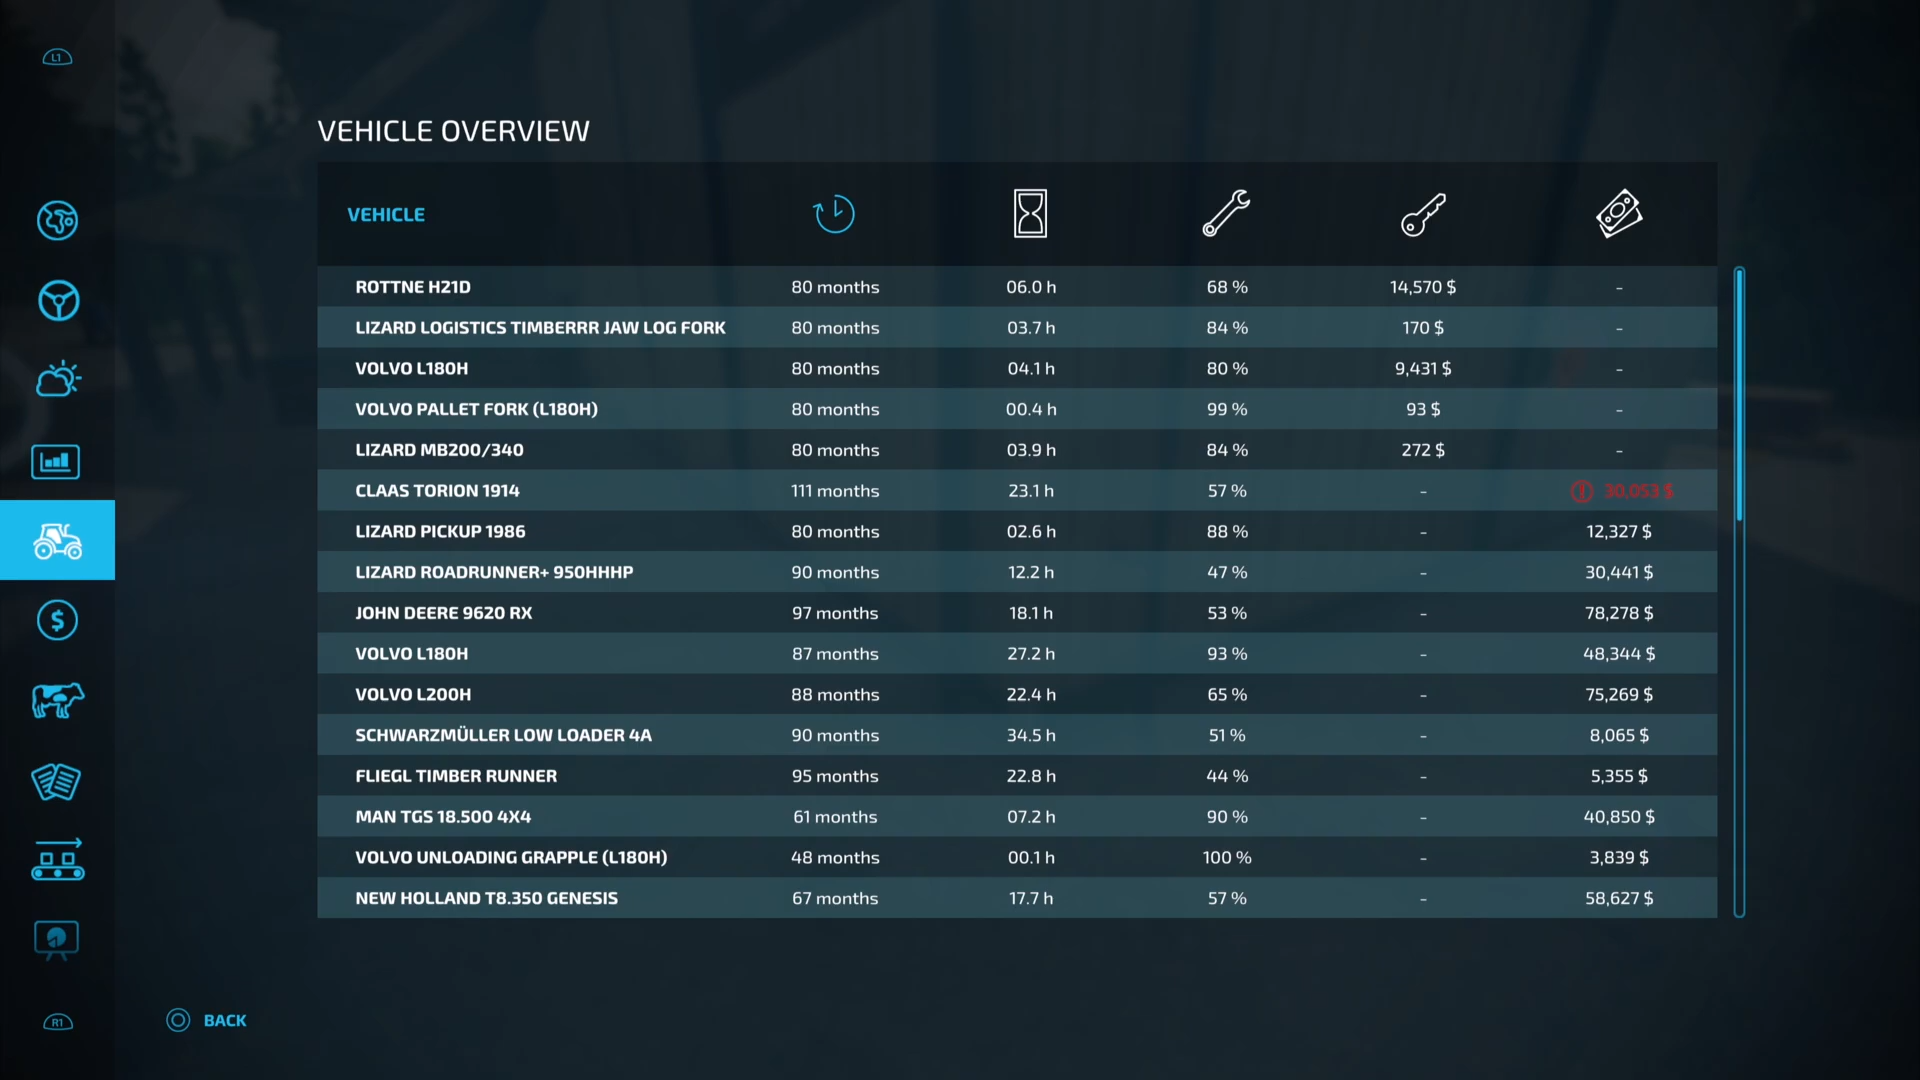 L1
VEHICLE OVERVIEW
VEHICLE
ROTTNE H21D 80 months 06.0 h 68 % 14,570 $ -
LIZARD LOGISTICS TIMBERRR JAW LOG FORK 80 months 03.7 h 84 % 170 $ -
VOLVO L180H 80 months 04.1 h 80 % 9,431 $ -
VOLVO PALLET FORK (L180H) 80 months 00.4 h 99 % 93 $ -
LIZARD MB200/340 80 months 03.9 h 84 % 272 $ -
CLAAS TORION 1914 111 months 23.1 h 57 % - 30,053 $
LIZARD PICKUP 1986 80 months 02.6 h 88 % - 12,327 $
LIZARD ROADRUNNER+ 950HHHP 90 months 12.2 h 47 % - 30,441 $
JOHN DEERE 9620 RX 97 months 18.1 h 53 % - 78,278 $
VOLVO L180H 87 months 27.2 h 93 % - 48,344 $
VOLVO L200H 88 months 22.4 h 65 % - 75,269 $
SCHWARZMÜLLER LOW LOADER 4A 90 months 34.5 h 51 % - 8,065 $
FLIEGL TIMBER RUNNER 95 months 22.8 h 44 % - 5,355 $
MAN TGS 18.500 4X4 61 months 07.2 h 90 % - 40,850 $
VOLVO UNLOADING GRAPPLE (L180H) 48 months 00.1 h 100 % - 3,839 $
NEW HOLLAND T8.350 GENESIS 67 months 17.7 h 57 % - 58,627 $
R1
BACK